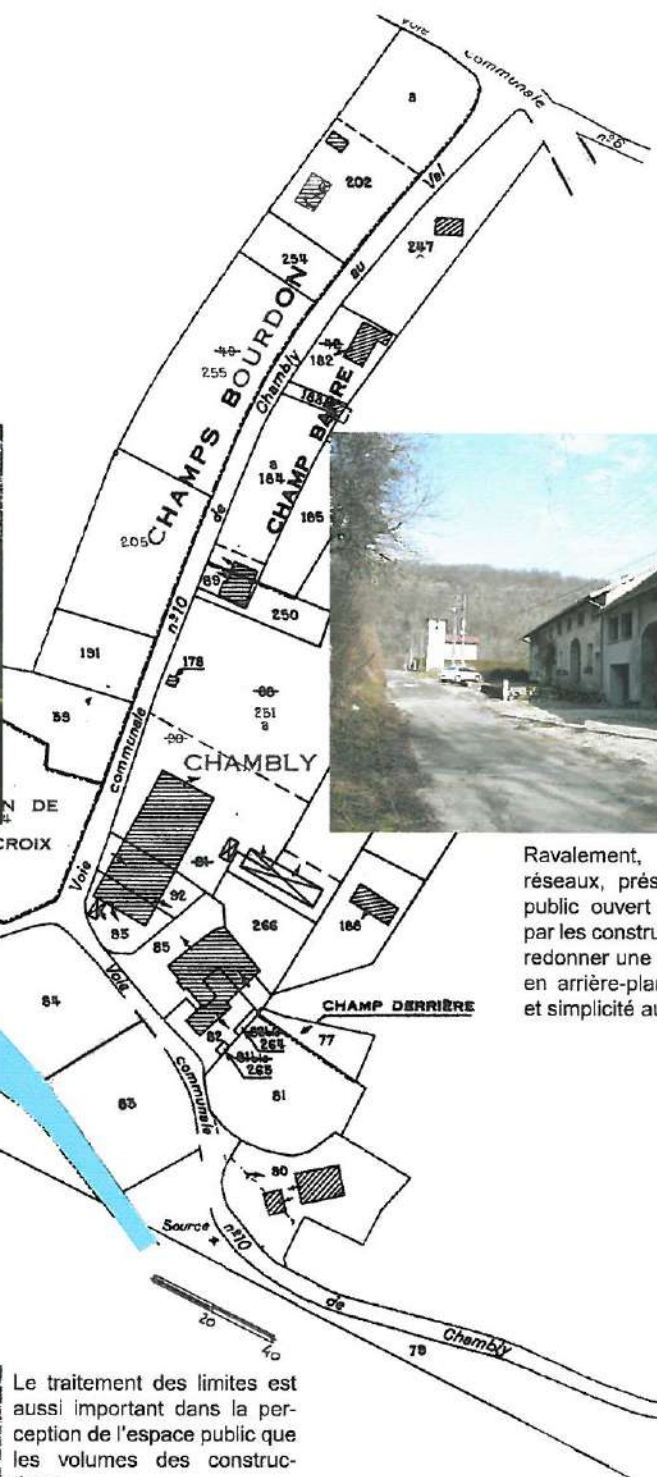 Voie communale n°6
a
202
254
Val
247
au
CHAMPS BOURDON
255
182
Chambly
CHAMP BARRE
a
184
185
205
de
89
n°10
250
191
178
39
251
a
communale
CHAMBLY
N DE
CROIX
Voie
92
83
85
266
188
84
Voie
CHAMP DERRIÈRE
82
264
77
265
communale
81
83
80
Source
n°10
20
40
de
Chambly
79
Ravalement,
réseaux, prés
public ouvert
par les constru
redonner une
en arrière-plan
et simplicité au
Le traitement des limites est
aussi important dans la per-
ception de l'espace public que
les volumes des construc-